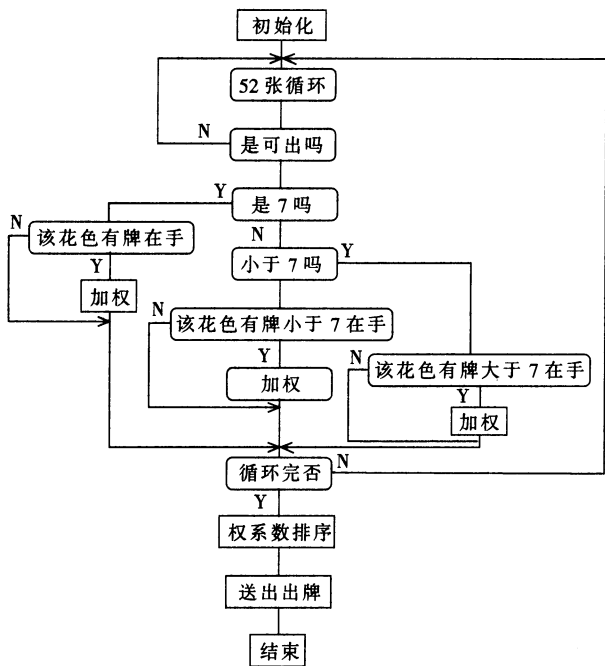 初始化
52 张循环
N
是可出吗
Y
是 7 吗
N
该花色有牌在手
N
小于 7 吗
Y
Y
加权
N
该花色有牌小于 7 在手
Y
加权
N
该花色有牌大于 7 在手
Y
加权
循环完否
N
Y
权系数排序
送出出牌
结束